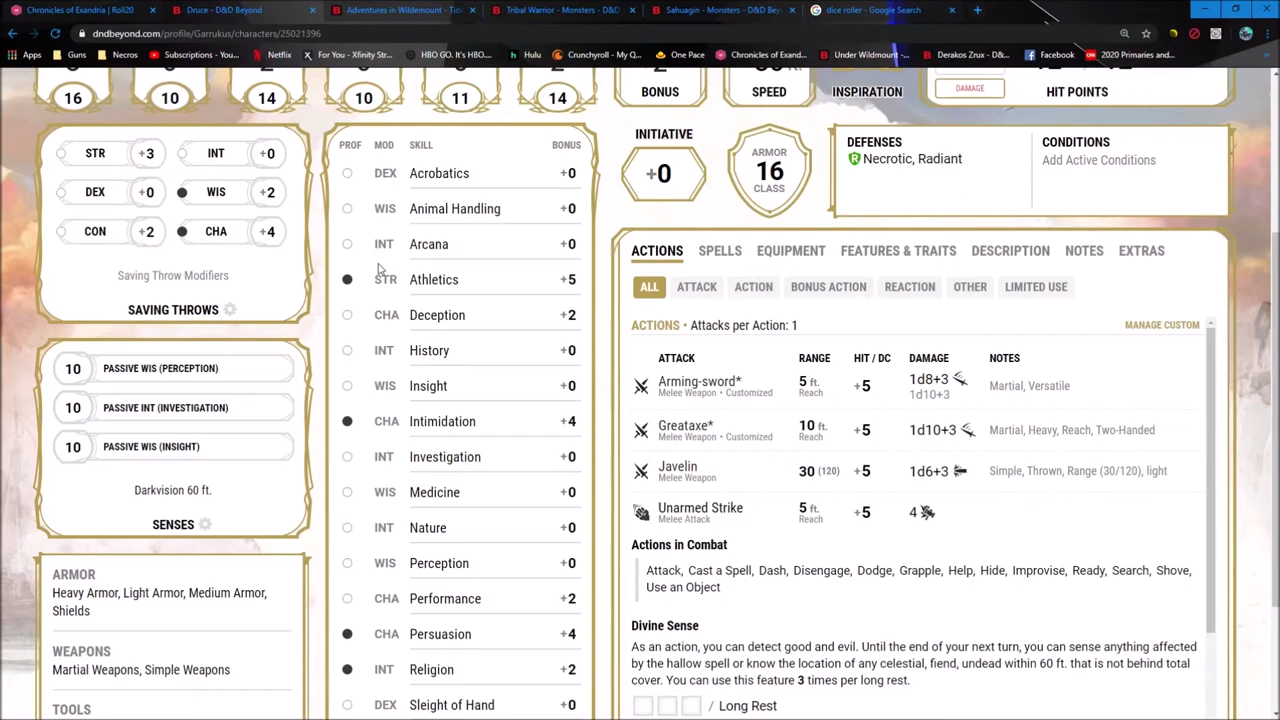 Chronicles of Exandria | Roll20
Druce - D&D Beyond
Adventures in Wildemount - Tid
Tribal Warrior - Monsters - D&D
Sahuagin - Monsters - D&D Bey
dice roller - Google Search
dndbeyond.com/profile/Garrukus/characters/25021396
Apps Guns Necros Subscriptions - You... Netflix For You - Xfinity Str... HBO GO. It's HBO.... Hulu Crunchyroll - My Q... One Pace Chronicles of Exand... Under Wildmount -... Derakos Zrux - D&D... Facebook 2020 Primaries and...
16 10 14 10 11 14
BONUS
SPEED
INSPIRATION
DAMAGE
HIT POINTS
STR +3
INT +0
DEX +0
WIS +2
CON +2
CHA +4
Saving Throw Modifiers
SAVING THROWS
10 PASSIVE WIS (PERCEPTION)
10 PASSIVE INT (INVESTIGATION)
10 PASSIVE WIS (INSIGHT)
Darkvision 60 ft.
SENSES
ARMOR
Heavy Armor, Light Armor, Medium Armor,
Shields
WEAPONS
Martial Weapons, Simple Weapons
TOOLS
PROF MOD SKILL BONUS
DEX Acrobatics +0
WIS Animal Handling +0
INT Arcana +0
STR Athletics +5
CHA Deception +2
INT History +0
WIS Insight +0
CHA Intimidation +4
INT Investigation +0
WIS Medicine +0
INT Nature +0
WIS Perception +0
CHA Performance +2
CHA Persuasion +4
INT Religion +2
DEX Sleight of Hand +0
INITIATIVE
+0
ARMOR
16
CLASS
DEFENSES
Necrotic, Radiant
CONDITIONS
Add Active Conditions
ACTIONS SPELLS EQUIPMENT FEATURES & TRAITS DESCRIPTION NOTES EXTRAS
ALL ATTACK ACTION BONUS ACTION REACTION OTHER LIMITED USE
ACTIONS • Attacks per Action: 1
MANAGE CUSTOM
ATTACK RANGE HIT / DC DAMAGE NOTES
Arming-sword* 5 ft. +5 1d8+3 Martial, Versatile
Melee Weapon • Customized Reach 1d10+3
Greataxe* 10 ft. +5 1d10+3 Martial, Heavy, Reach, Two-Handed
Melee Weapon • Customized Reach
Javelin 30 (120) +5 1d6+3 Simple, Thrown, Range (30/120), light
Melee Weapon
Unarmed Strike 5 ft. +5 4
Melee Attack Reach
Actions in Combat
Attack, Cast a Spell, Dash, Disengage, Dodge, Grapple, Help, Hide, Improvise, Ready, Search, Shove,
Use an Object
Divine Sense
As an action, you can detect good and evil. Until the end of your next turn, you can sense anything affected
by the hallow spell or know the location of any celestial, fiend, undead within 60 ft. that is not behind total
cover. You can use this feature 3 times per long rest.
/ Long Rest